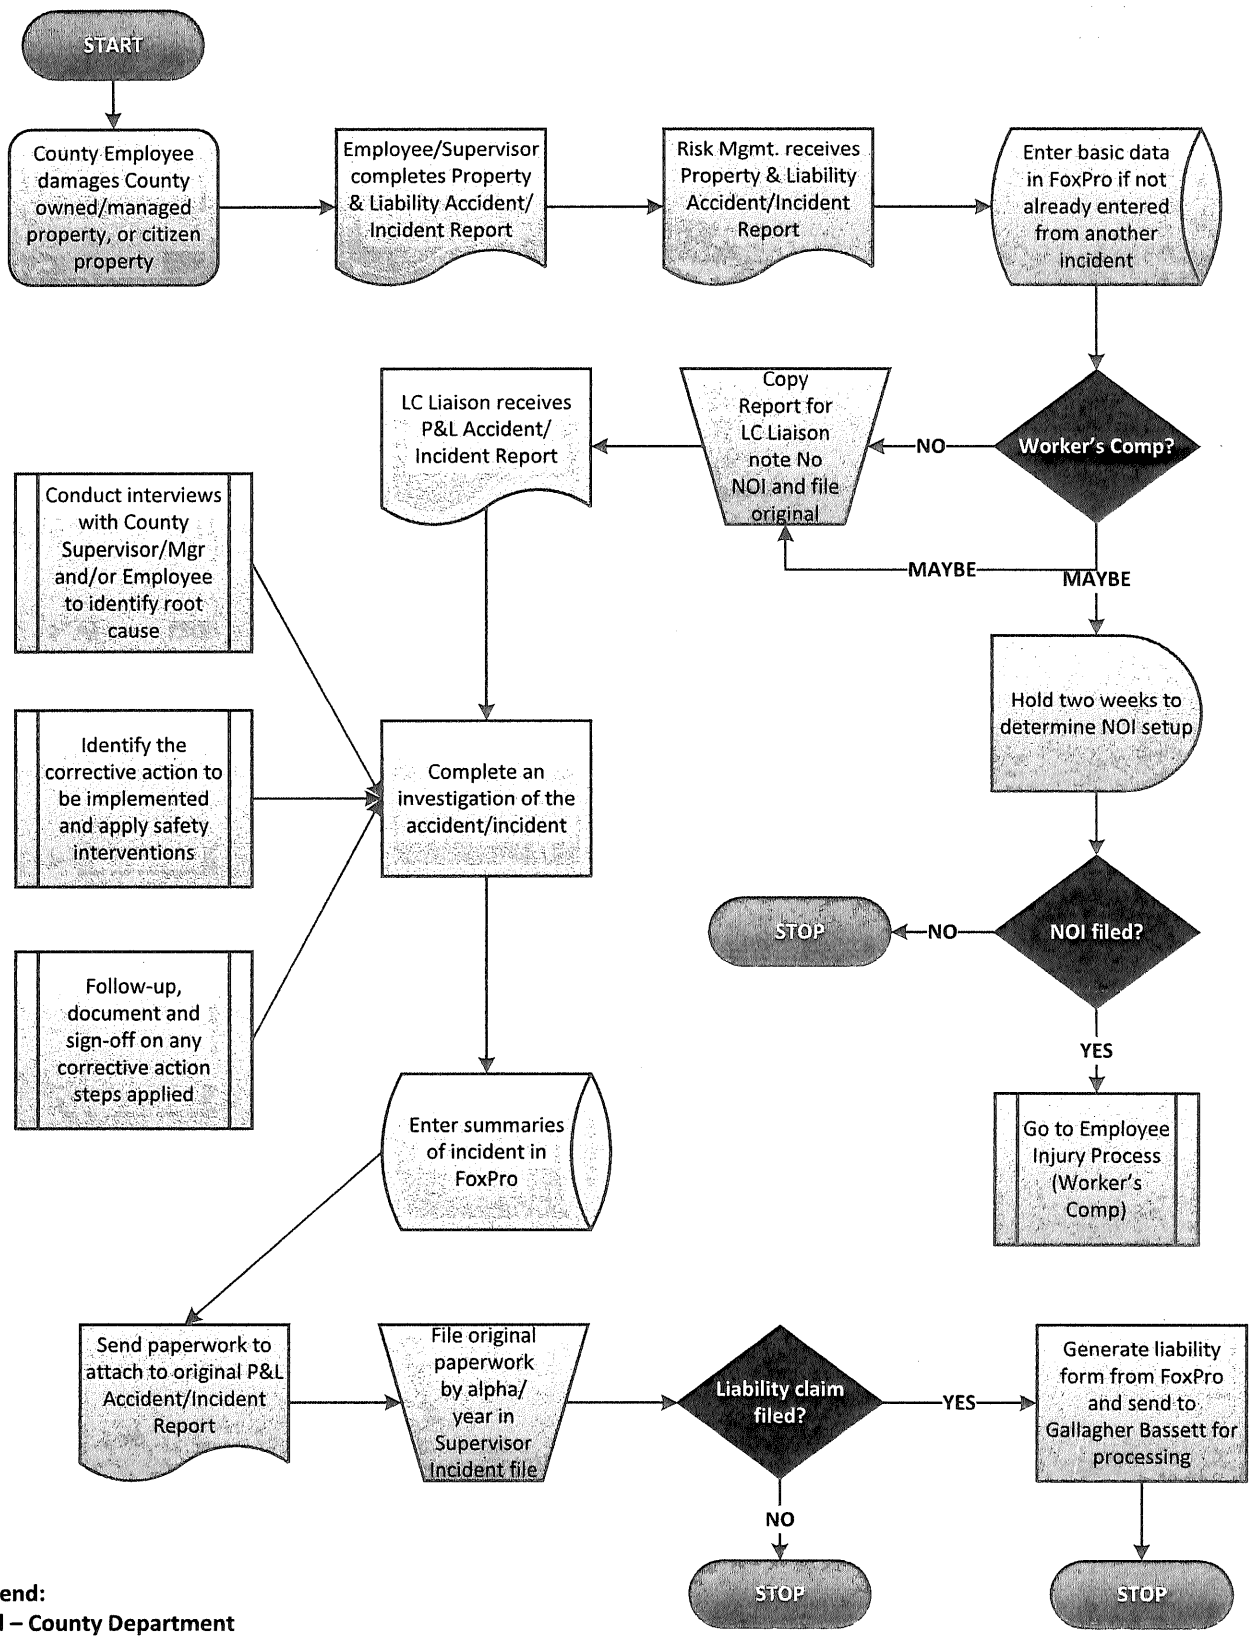 START
County Employee
damages County
owned/managed
property, or citizen
property
Employee/Supervisor
completes Property
& Liability Accident/
Incident Report
Risk Mgmt. receives
Property & Liability
Accident/Incident
Report
Enter basic data
in FoxPro if not
already entered
from another
incident
Worker's Comp?
NO
Copy
Report for
LC Liaison
note No
NOI and file
original
LC Liaison receives
P&L Accident/
Incident Report
MAYBE
MAYBE
Hold two weeks to
determine NOI setup
NOI filed?
NO
STOP
YES
Go to Employee
Injury Process
(Worker's
Comp)
Conduct interviews
with County
Supervisor/Mgr
and/or Employee
to identify root
cause
Identify the
corrective action to
be implemented
and apply safety
interventions
Follow-up,
document and
sign-off on any
corrective action
steps applied
Complete an
investigation of the
accident/incident
Enter summaries
of incident in
FoxPro
Send paperwork to
attach to original P&L
Accident/Incident
Report
File original
paperwork
by alpha/
year in
Supervisor
Incident file
Liability claim
filed?
YES
Generate liability
form from FoxPro
and send to
Gallagher Bassett for
processing
NO
STOP
STOP
end:
– County Department